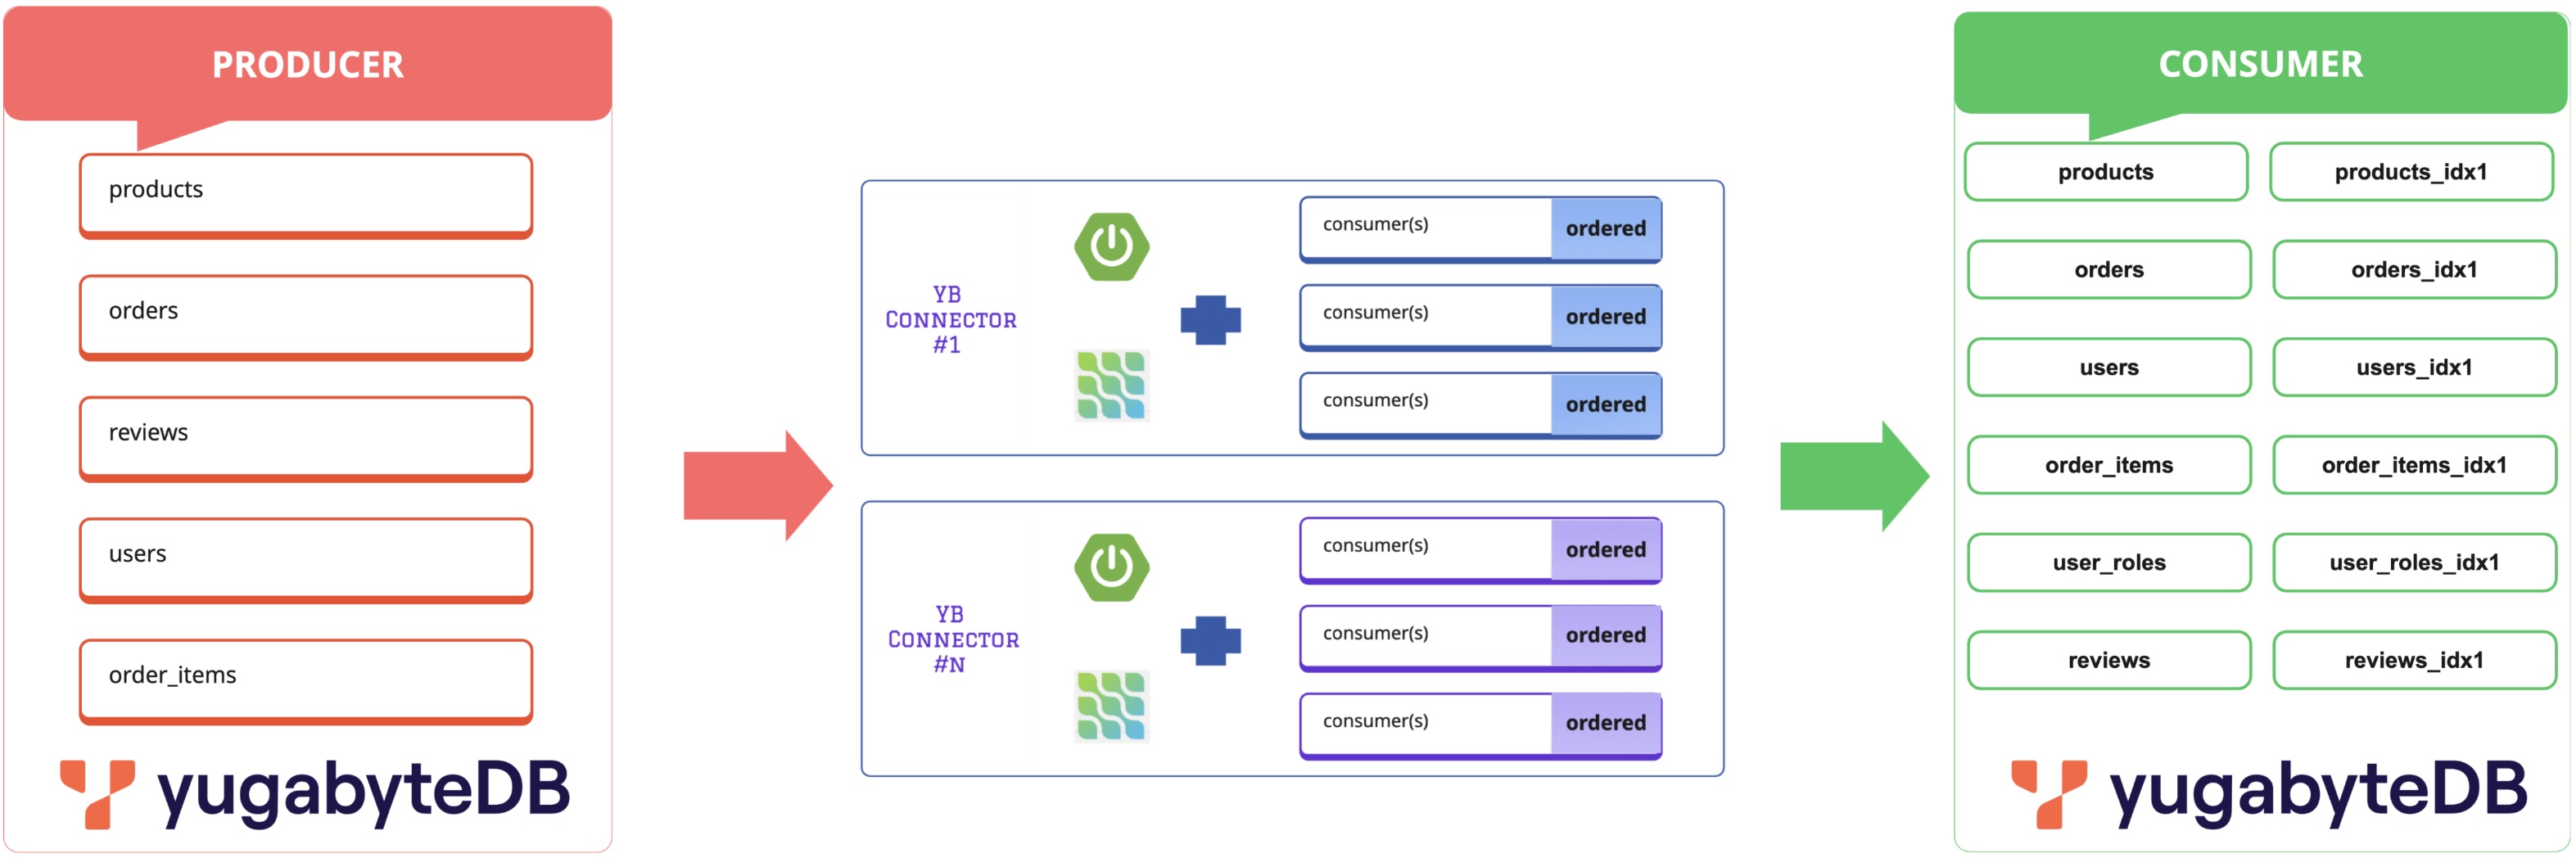 PRODUCER
products
orders
reviews
users
order_items
yugabyteDB
YB
CONNECTOR
#1
consumer(s) ordered
consumer(s) ordered
consumer(s) ordered
YB
CONNECTOR
#N
consumer(s) ordered
consumer(s) ordered
consumer(s) ordered
CONSUMER
products products_idx1
orders orders_idx1
users users_idx1
order_items order_items_idx1
user_roles user_roles_idx1
reviews reviews_idx1
yugabyteDB